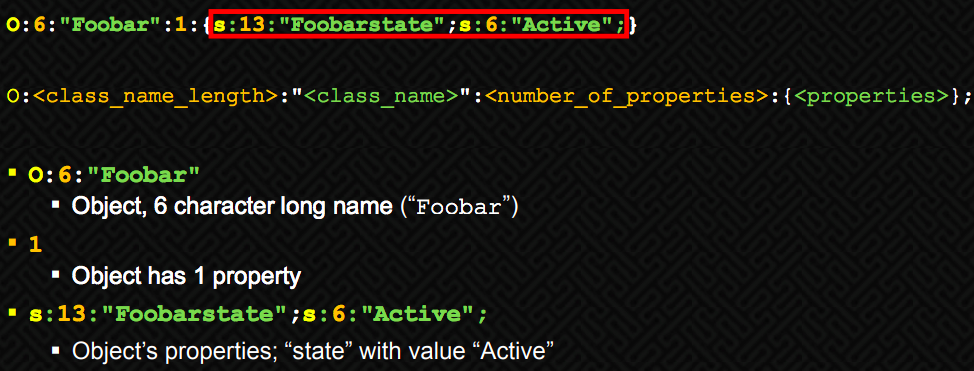 O:6:"Foobar":1:{s:13:"Foobarstate";s:6:"Active";}
O:<class_name_length>:"<class_name>":<number_of_properties>:{<properties>};
▪ O:6:"Foobar"
▪ Object, 6 character long name (“Foobar”)
▪ 1
▪ Object has 1 property
▪ s:13:"Foobarstate";s:6:"Active";
▪ Object’s properties; “state” with value “Active”